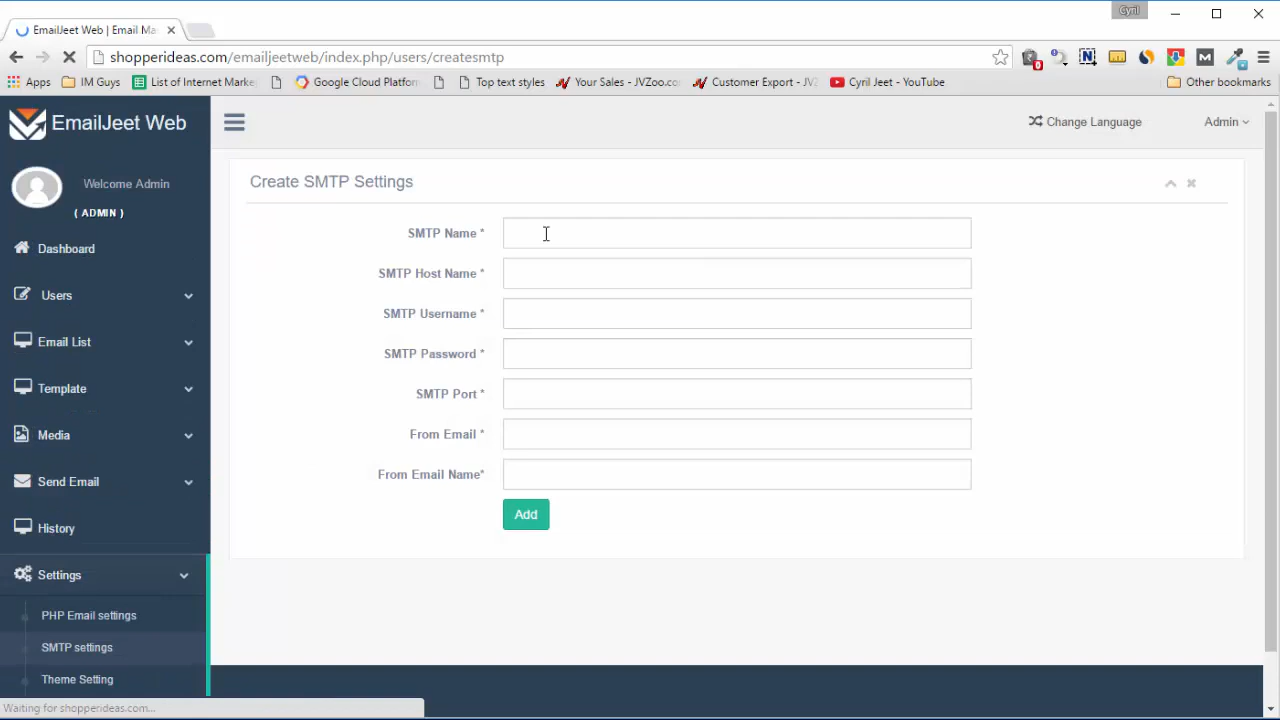 Cyril
EmailJeet Web | Email Ma
shopperideas.com/emailjeetweb/index.php/users/createsmtp
Apps
IM Guys
List of Internet Marke
Google Cloud Platforn
Top text style
Your Sales - JVZoo.co
Customer Export - JVZ
Cyril Jeet - YouTube
Other bookmarks
EmailJeet Web
Change Language
Admin
Welcome Admin
( ADMIN )
Create SMTP Settings
Dashboard
Users
Email List
Template
Media
Send Email
History
Settings
PHP Email settings
SMTP settings
Theme Setting
SMTP Name *
SMTP Host Name *
SMTP Username *
SMTP Password *
SMTP Port *
From Email *
From Email Name*
Add
Waiting for shopperideas.com...